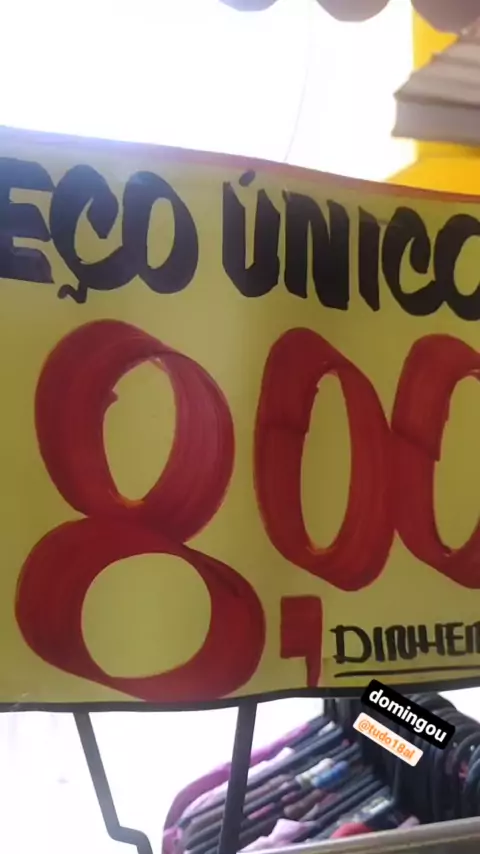 EÇO ÚNICO
8,00
DINHEI
domingou
@tudo18al